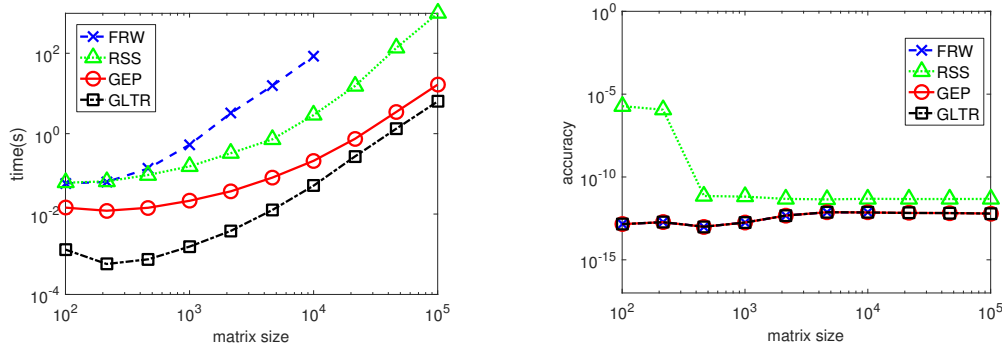 10^2
10^0
10^-2
10^-4
time(s)
FRW
RSS
GEP
GLTR
10^2
10^3
10^4
10^5
matrix size
10^0
10^-5
10^-10
10^-15
accuracy
FRW
RSS
GEP
GLTR
10^2
10^3
10^4
10^5
matrix size